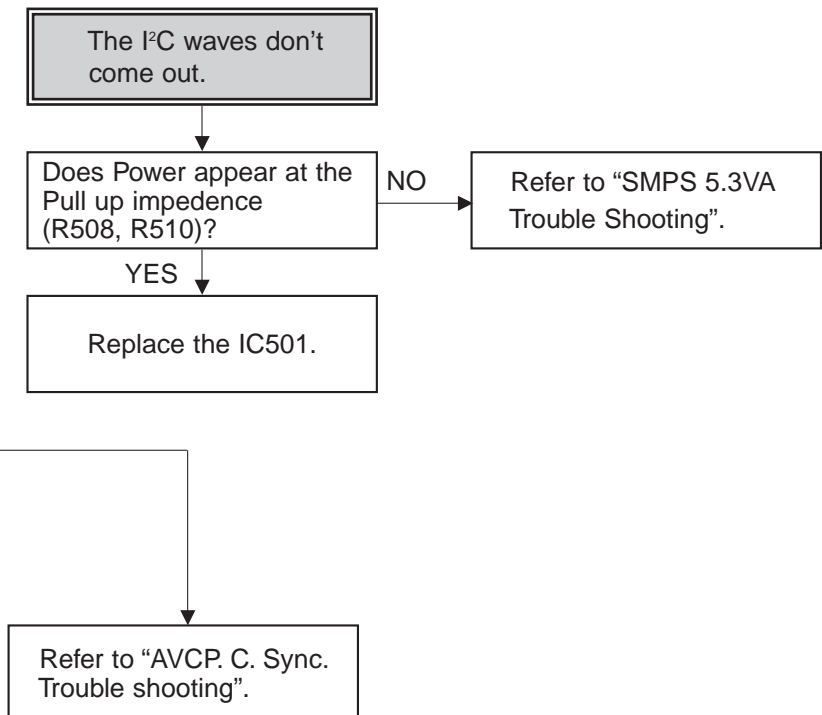 The I²C waves don't
come out.
Does Power appear at the
Pull up impedence
(R508, R510)?
NO
Refer to “SMPS 5.3VA
Trouble Shooting”.
YES
Replace the IC501.
Refer to “AVCP. C. Sync.
Trouble shooting”.